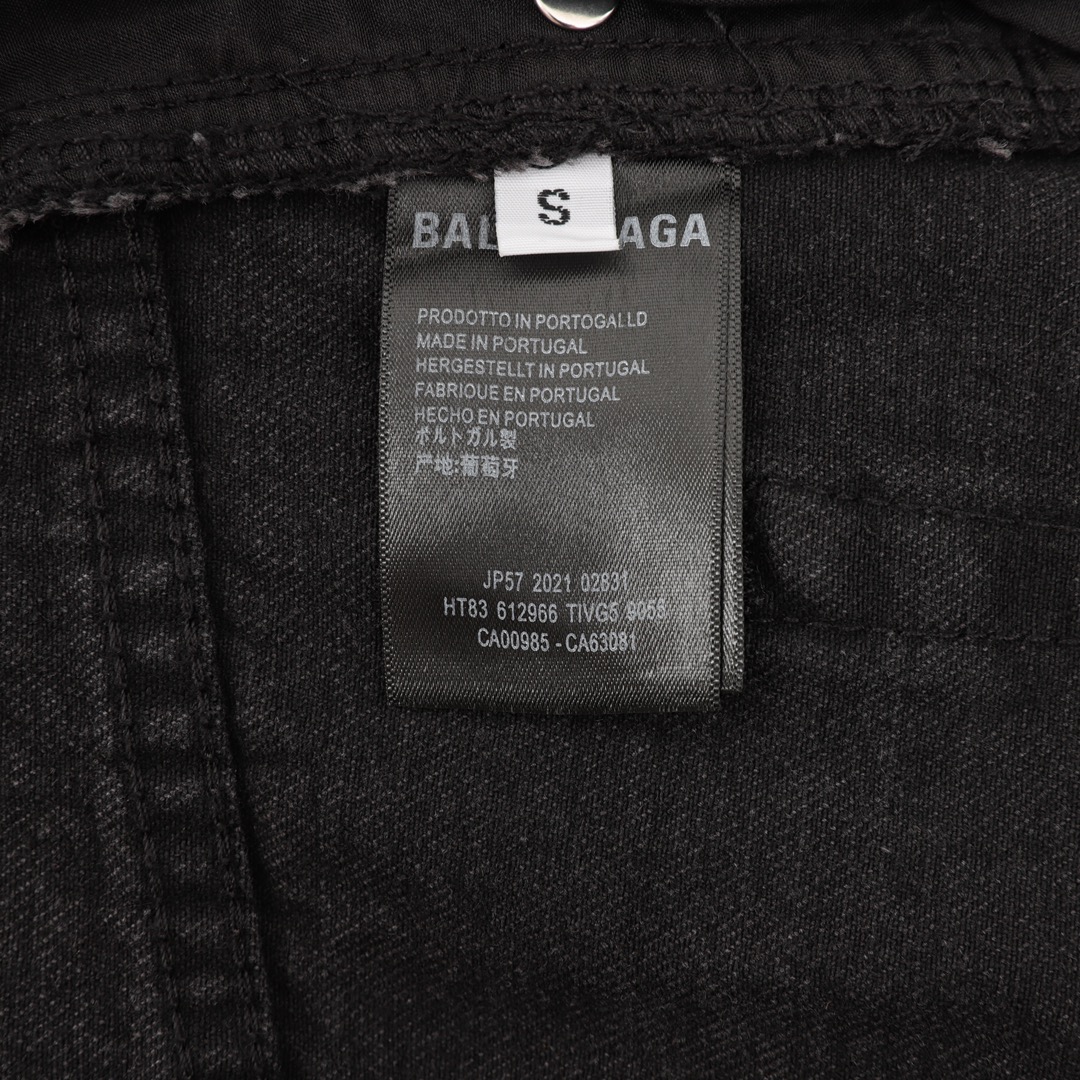 S
BAL AGA
PRODOTTO IN PORTOGALLD
MADE IN PORTUGAL
HERGESTELLT IN PORTUGAL
FABRIOUE EN PORTUGAL
HECHO EN PORTUGAL
ポルトガル製
产地:葡萄牙
JP57 2021 02831
HT83 612966 TIVG5 9055
CA00985 - CA63081